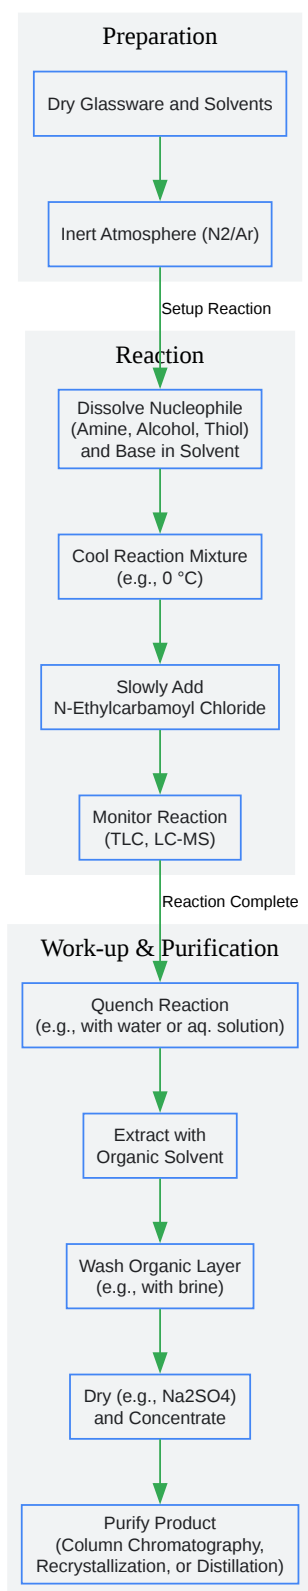 Preparation
Dry Glassware and Solvents
Inert Atmosphere (N2/Ar)
Setup Reaction
Reaction
Dissolve Nucleophile
(Amine, Alcohol, Thiol)
and Base in Solvent
Cool Reaction Mixture
(e.g., 0 °C)
Slowly Add
N-Ethylcarbamoyl Chloride
Monitor Reaction
(TLC, LC-MS)
Reaction Complete
Work-up & Purification
Quench Reaction
(e.g., with water or aq. solution)
Extract with
Organic Solvent
Wash Organic Layer
(e.g., with brine)
Dry (e.g., Na2SO4)
and Concentrate
Purify Product
(Column Chromatography,
Recrystallization, or Distillation)